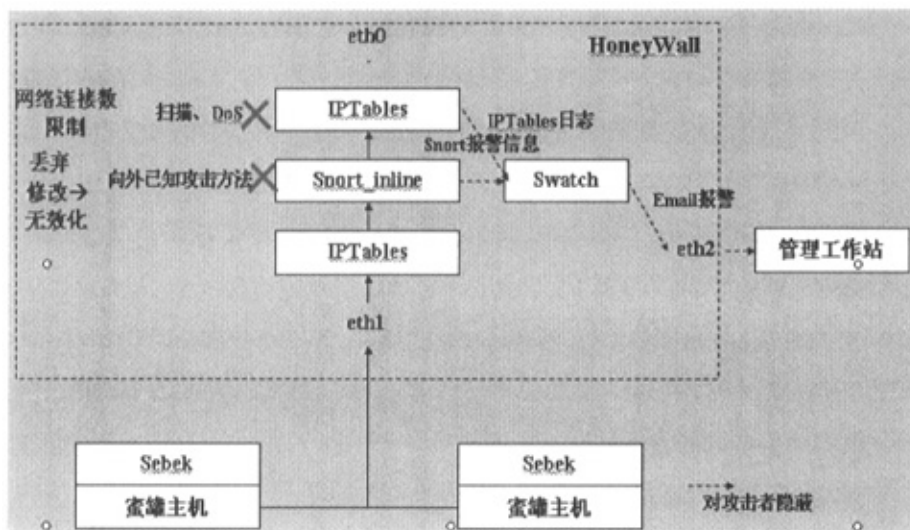 eth0
HoneyWall
网络连接数
限制
扫描、DoS
IPTables
IPTables日志
Snort报警信息
丢弃
修改→
无效化
向外已知攻击方法
Snort_inline
Swatch
Email报警
IPTables
eth2
管理工作站
eth1
Sebek
蜜罐主机
Sebek
蜜罐主机
对攻击者隐蔽